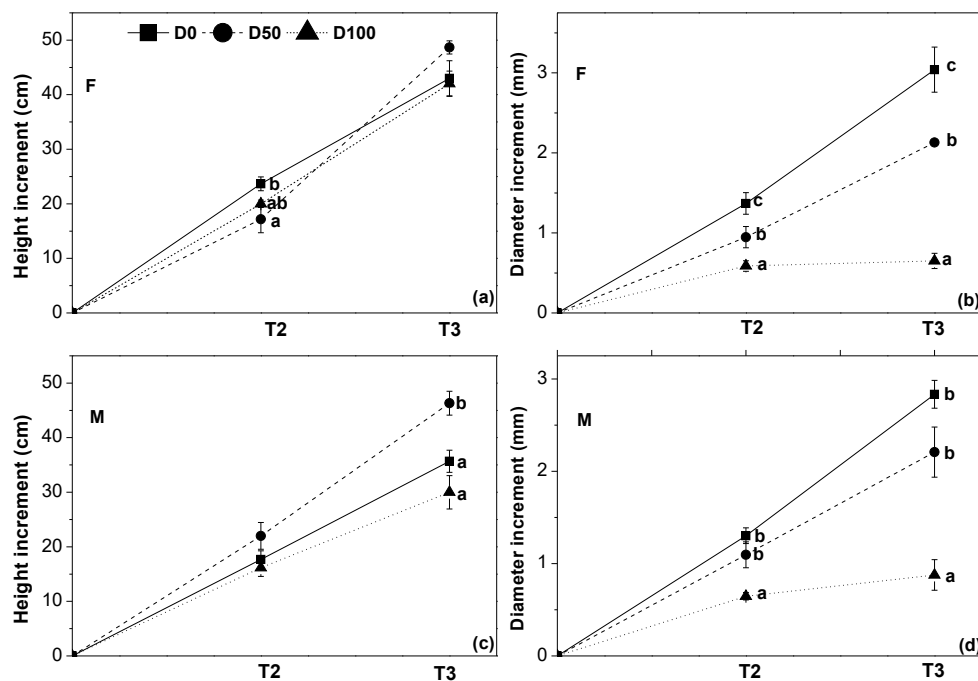 D0 D50 D100
F
Height increnent (cm)
50
40
30
20
10
0
b
ab
a
T2
T3
(a)
F
Diameter increment (mm)
3
2
1
0
c
b
a
c
b
a
T2
T3
(b)
M
Height increment (cm)
50
40
30
20
10
0
b
a
a
T2
T3
(c)
M
Diameter increment (mm)
3
2
1
0
b
b
a
b
b
a
T2
T3
(d)